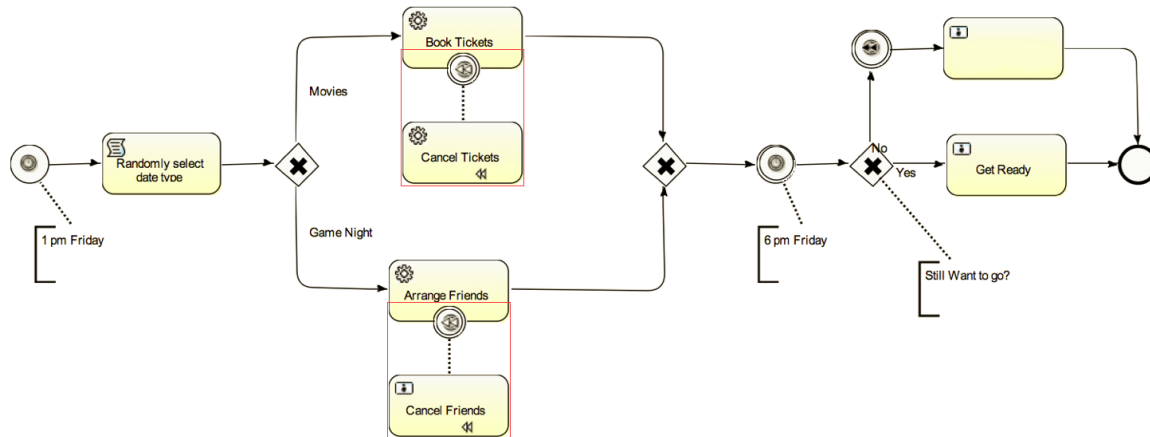 Book Tickets
Movies
Cancel Tickets
Randomly select
date type
No
Yes
Get Ready
1 pm Friday
Game Night
6 pm Friday
Still Want to go?
Arrange Friends
Cancel Friends